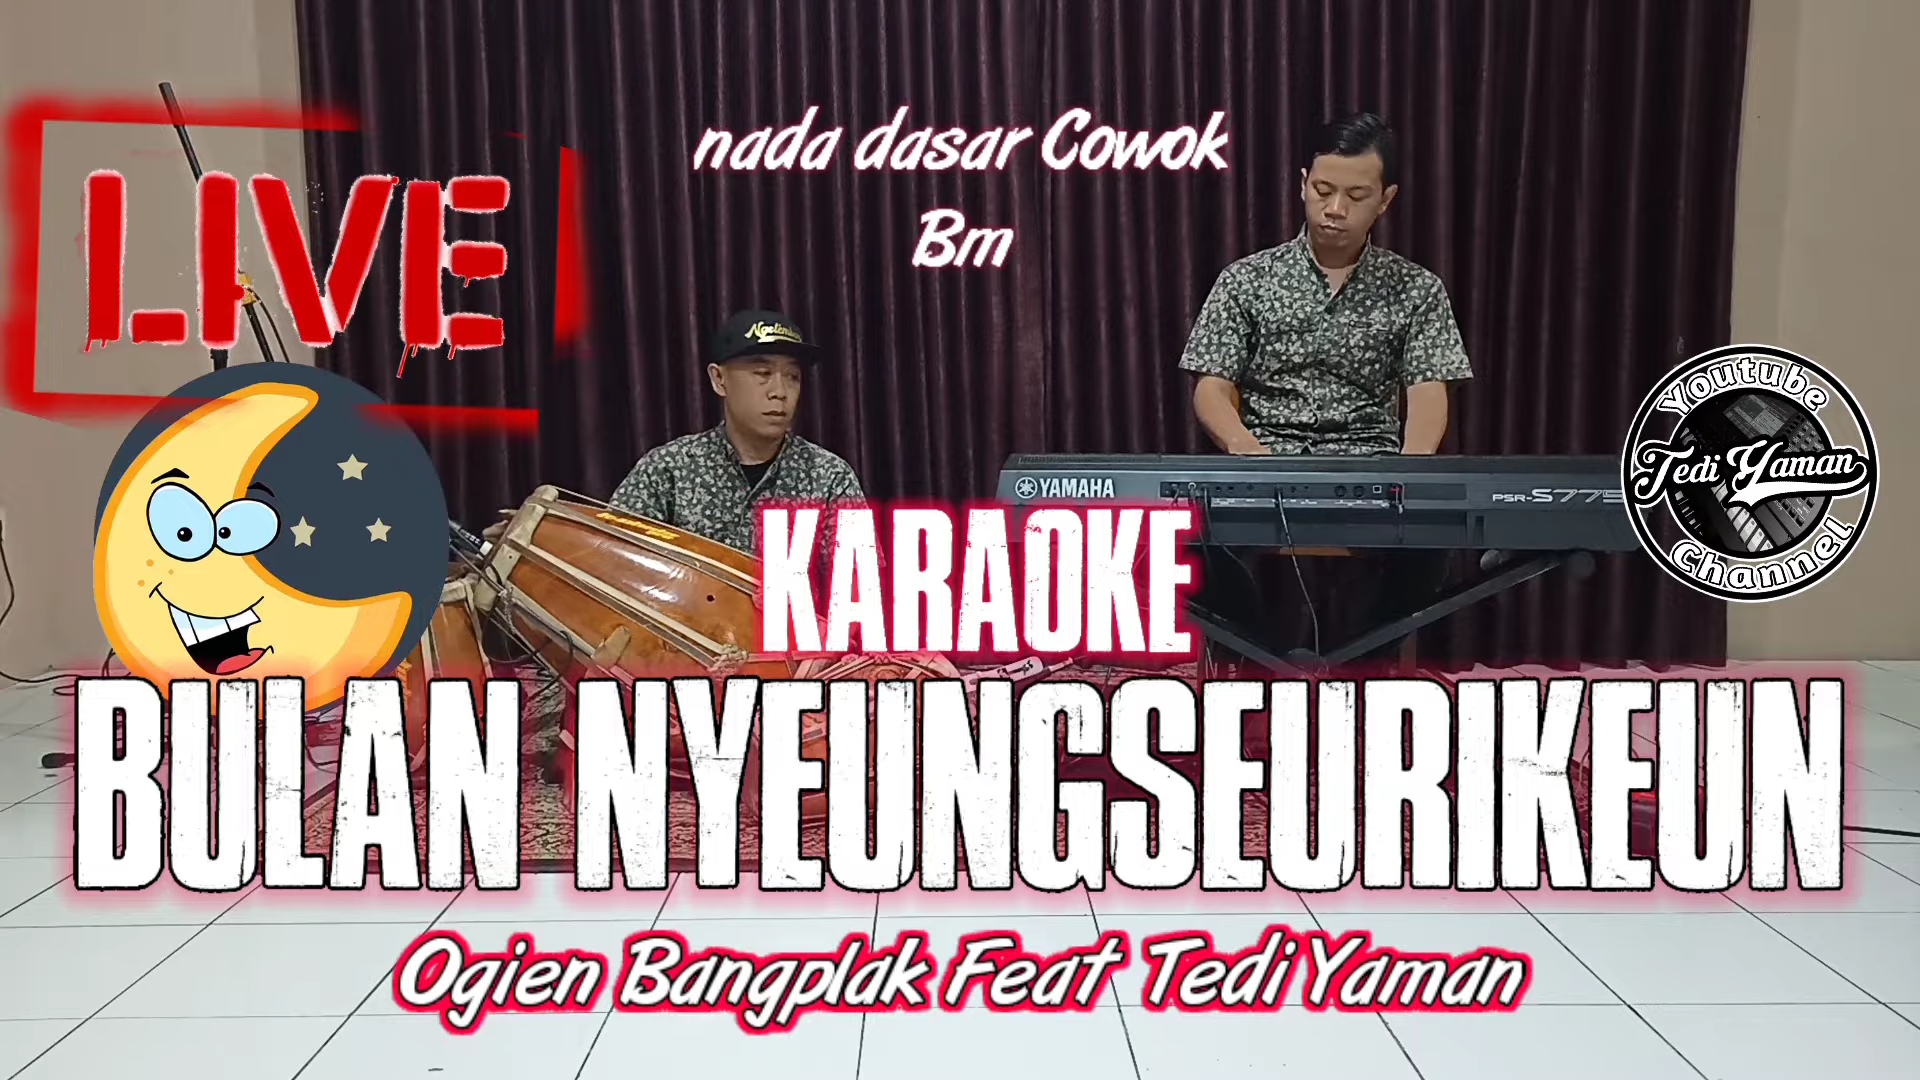 LIVE
nada dasar Cowok
Bm
YAMAHA
PSR-S775
Youtube
Tedi Yaman
Channel
KARAOKE
BULAN NYEUNGSEURIKEUN
Ogien Bangplak Feat Tedi Yaman